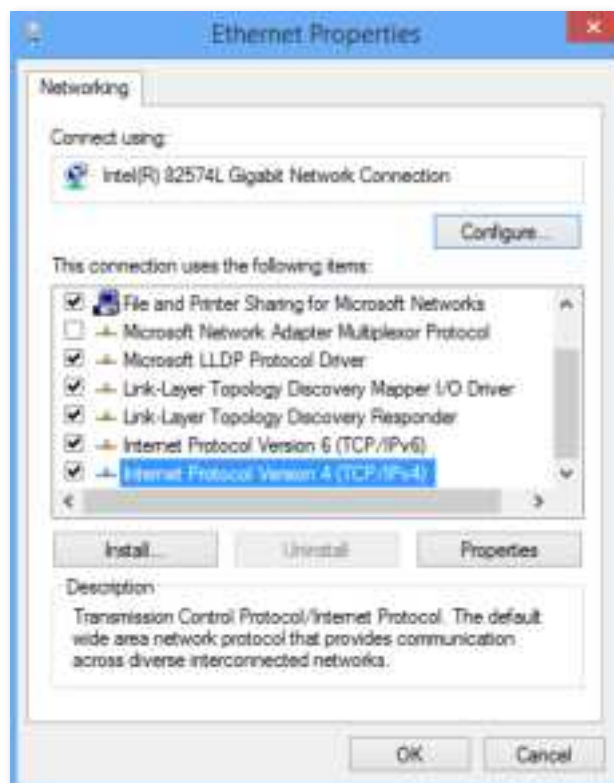 Ethernet Properties
Networking
Connect using:
Intel(R) 82574L Gigabit Network Connection
Configure...
This connection uses the following items:
File and Printer Sharing for Microsoft Networks
Microsoft Network Adapter Multiplexor Protocol
Microsoft LLDP Protocol Driver
Link-Layer Topology Discovery Mapper I/O Driver
Link-Layer Topology Discovery Responder
Internet Protocol Version 6 (TCP/IPv6)
Internet Protocol Version 4 (TCP/IPv4)
Install...
Uninstall
Properties
Description
Transmission Control Protocol/Internet Protocol. The default
wide area network protocol that provides communication
across diverse interconnected networks.
OK
Cancel